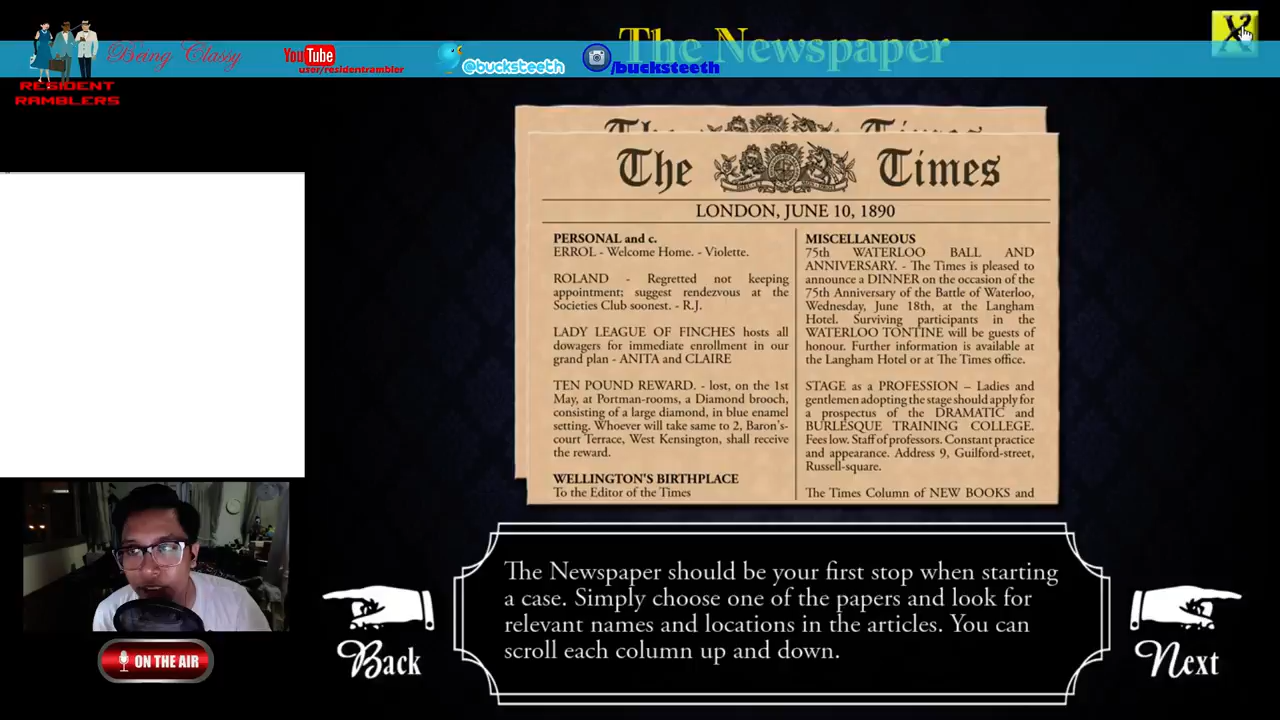 The Newspaper
X
Being Classy
YouTube
user/residentrambler
@bucksteeth
/bucksteeth
RESIDENT
RAMBLERS
The Times
The Times
LONDON, JUNE 10, 1890
PERSONAL and c.
ERROL - Welcome Home. - Violette.
ROLAND - Regretted not keeping
appointment; suggest rendezvous at the
Societies Club soonest. - R.J.
LADY LEAGUE OF FINCHES hosts all
dowagers for immediate enrollment in our
grand plan - ANITA and CLAIRE
TEN POUND REWARD. - lost, on the 1st
May, at Portman-rooms, a Diamond brooch,
consisting of a large diamond, in blue enamel
setting. Whoever will take same to 2, Baron's-
court Terrace, West Kensington, shall receive
the reward.
WELLINGTON'S BIRTHPLACE
To the Editor of the Times
MISCELLANEOUS
75th WATERLOO BALL AND
ANNIVERSARY. - The Times is pleased to
announce a DINNER on the occasion of the
75th Anniversary of the Battle of Waterloo,
Wednesday, June 18th, at the Langham
Hotel. Surviving participants in the
WATERLOO TONTINE will be guests of
honour. Further information is available at
the Langham Hotel or at The Times office.
STAGE as a PROFESSION – Ladies and
gentlemen adopting the stage should apply for
a prospectus of the DRAMATIC and
BURLESQUE TRAINING COLLEGE.
Fees low. Staff of professors. Constant practice
and appearance. Address 9, Guilford-street,
Russell-square.
The Times Column of NEW BOOKS and
The Newspaper should be your first stop when starting
a case. Simply choose one of the papers and look for
relevant names and locations in the articles. You can
scroll each column up and down.
Back
Next
ON THE AIR